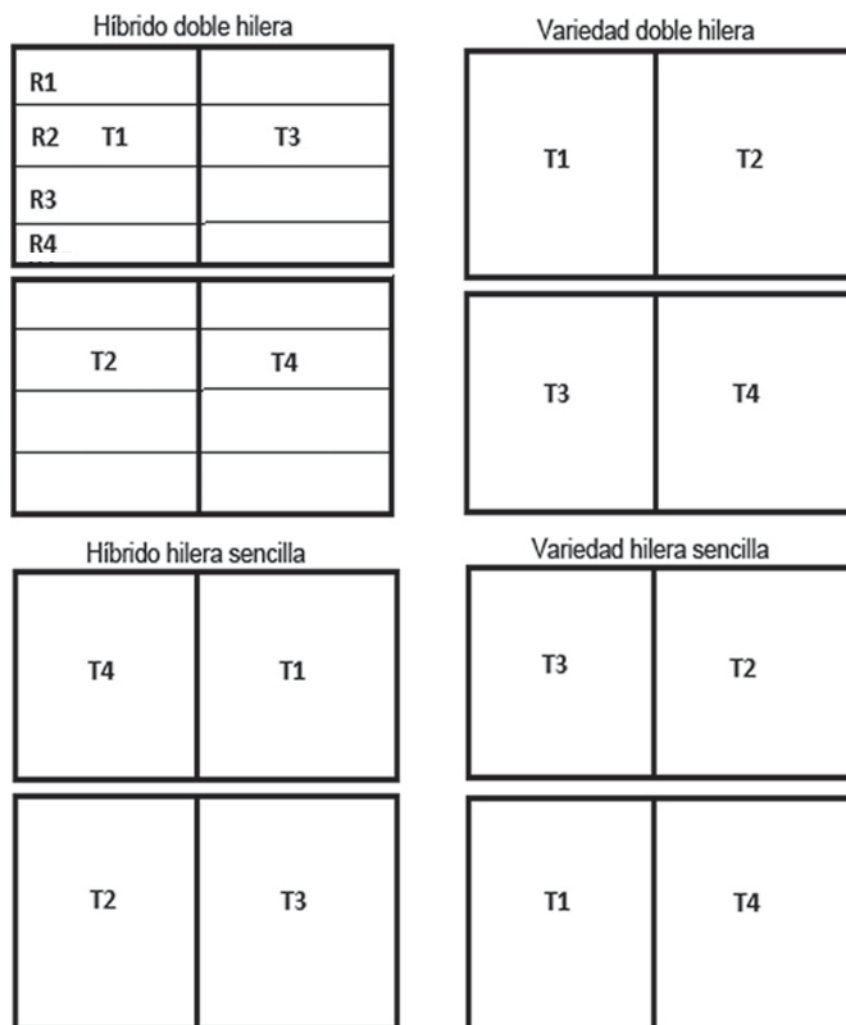 Híbrido doble hilera
R1
R2 T1 T3
R3
R4
T2 T4
Variedad doble hilera
T1 T2
T3 T4
Híbrido hilera sencilla
T4 T1
T2 T3
Variedad hilera sencilla
T3 T2
T1 T4